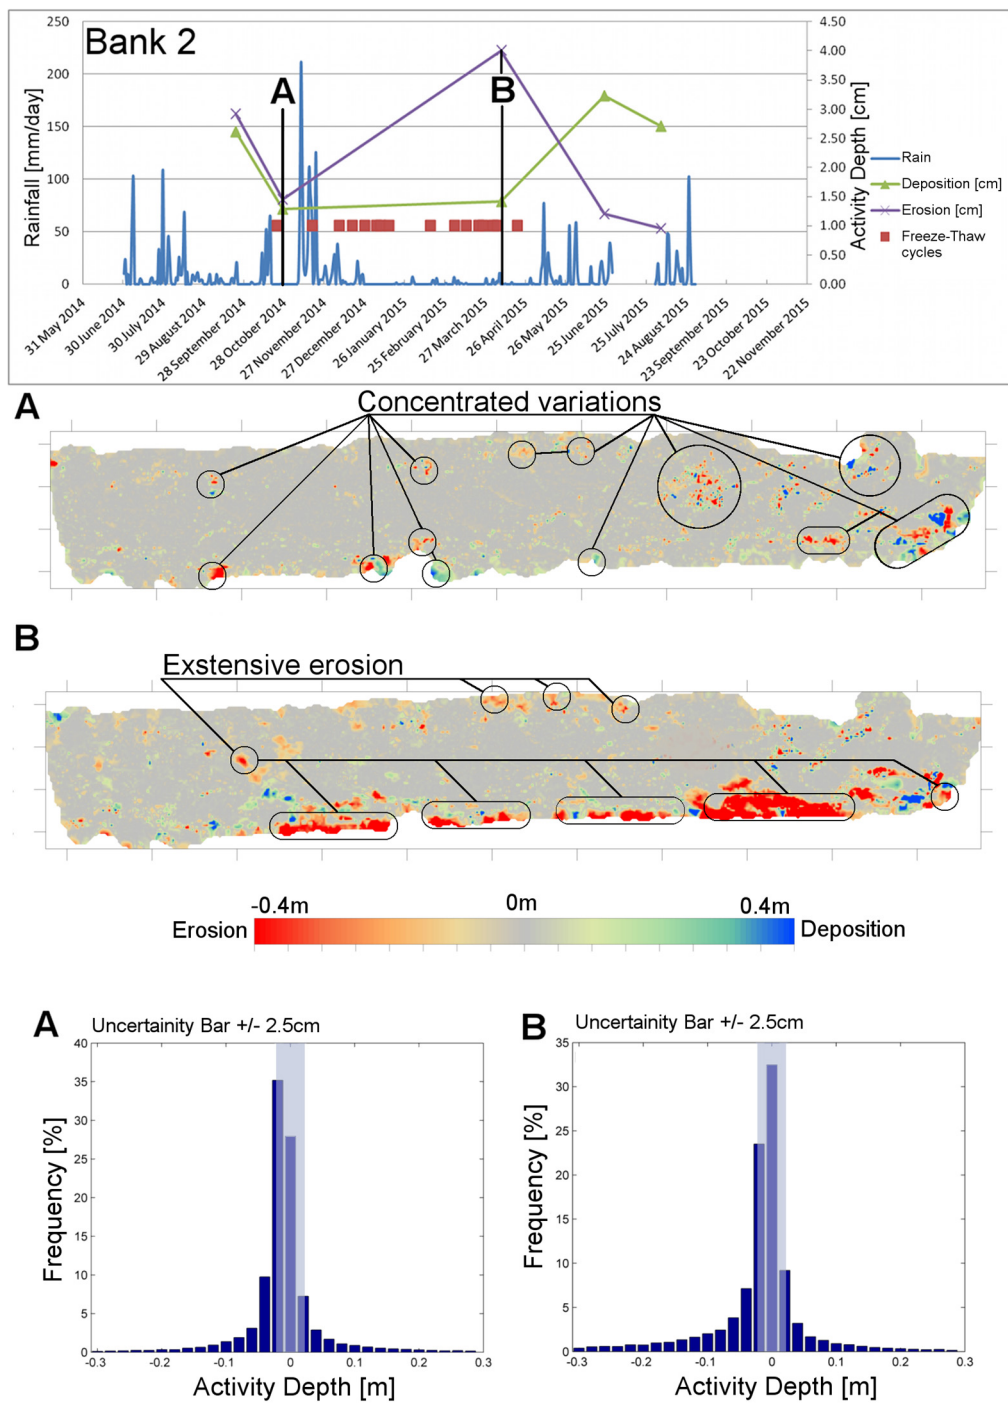 Bank 2
250
200
150
100
50
0
Rainfall [mm/day]
4.50
4.00
3.50
3.00
2.50
2.00
1.50
1.00
0.50
0.00
Activity Depth [cm]
A
B
Rain
Deposition [cm]
Erosion [cm]
Freeze-Thaw
cycles
31 May 2014
30 June 2014
30 July 2014
29 August 2014
28 September 2014
28 October 2014
27 November 2014
27 December 2014
26 January 2015
25 February 2015
27 March 2015
26 April 2015
26 May 2015
25 June 2015
25 July 2015
24 August 2015
23 September 2015
23 October 2015
22 November 2015
A
Concentrated variations
B
Exstensive erosion
-0.4m 0m 0.4m
Erosion Deposition
A
Uncertainity Bar +/- 2.5cm
40
35
30
25
20
15
10
5
0
Frequency [%]
-0.3 -0.2 -0.1 0 0.1 0.2 0.3
Activity Depth [m]
B
Uncertainity Bar +/- 2.5cm
35
30
25
20
15
10
5
0
Frequency [%]
-0.3 -0.2 -0.1 0 0.1 0.2 0.3
Activity Depth [m]